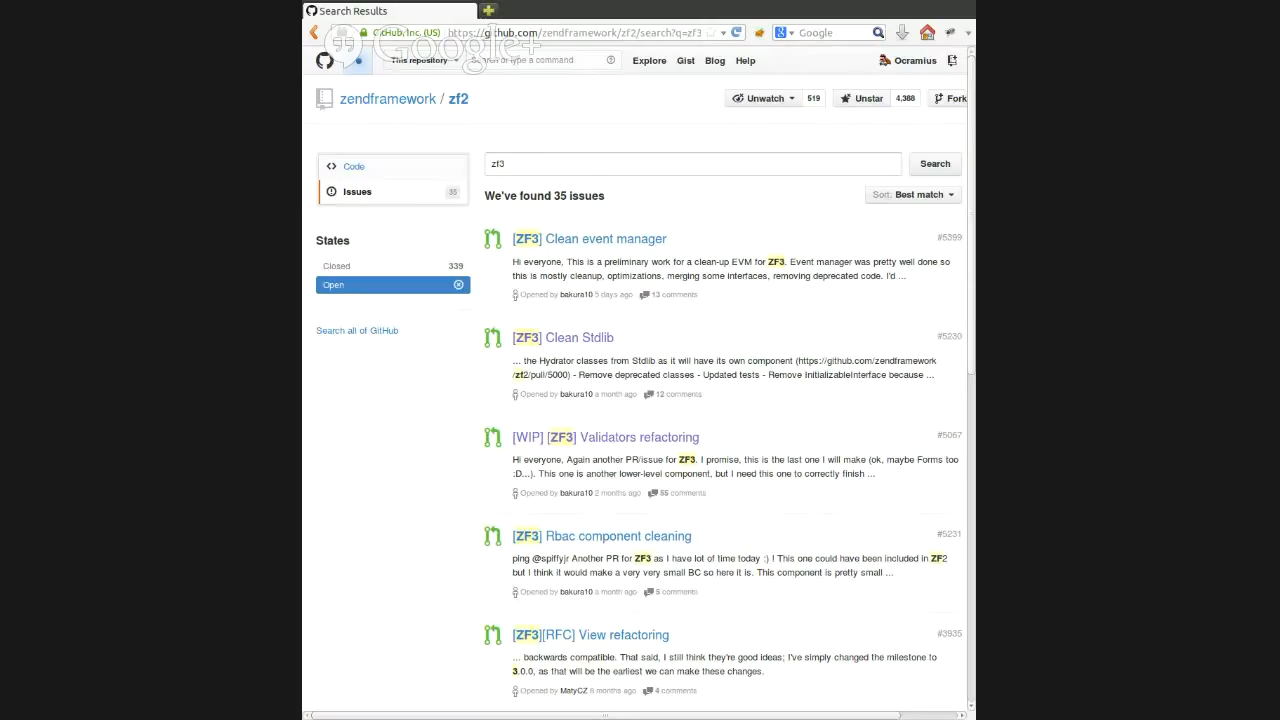 Search Results
GitHub, Inc. (US) https://github.com/zendframework/zf2/search?q=zf3
Google
Google+
This repository Search or type a command Explore Gist Blog Help Ocramius
zendframework / zf2
Unwatch 519 Unstar 4,388 Fork
Code
Issues 35
zf3
Search
We've found 35 issues
Sort: Best match
States
Closed 339
Open
Search all of GitHub
[ZF3] Clean event manager #5399
Hi everyone, This is a preliminary work for a clean-up EVM for ZF3. Event manager was pretty well done so
this is mostly cleanup, optimizations, merging some interfaces, removing deprecated code. I'd ...
Opened by bakura10 5 days ago 13 comments
[ZF3] Clean Stdlib #5230
... the Hydrator classes from Stdlib as it will have its own component (https://github.com/zendframework
/zf2/pull/5000) - Remove deprecated classes - Updated tests - Remove InitializableInterface because ...
Opened by bakura10 a month ago 12 comments
[WIP] [ZF3] Validators refactoring #5067
Hi everyone, Again another PR/issue for ZF3. I promise, this is the last one I will make (ok, maybe Forms too
:D...). This one is another lower-level component, but I need this one to correctly finish ...
Opened by bakura10 2 months ago 55 comments
[ZF3] Rbac component cleaning #5231
ping @spiffyjr Another PR for ZF3 as I have lot of time today :) ! This one could have been included in ZF2
but I think it would make a very very small BC so here it is. This component is pretty small ...
Opened by bakura10 a month ago 5 comments
[ZF3][RFC] View refactoring #3935
... backwards compatible. That said, I still think they're good ideas; I've simply changed the milestone to
3.0.0, as that will be the earliest we can make these changes.
Opened by MatyCZ 6 months ago 4 comments